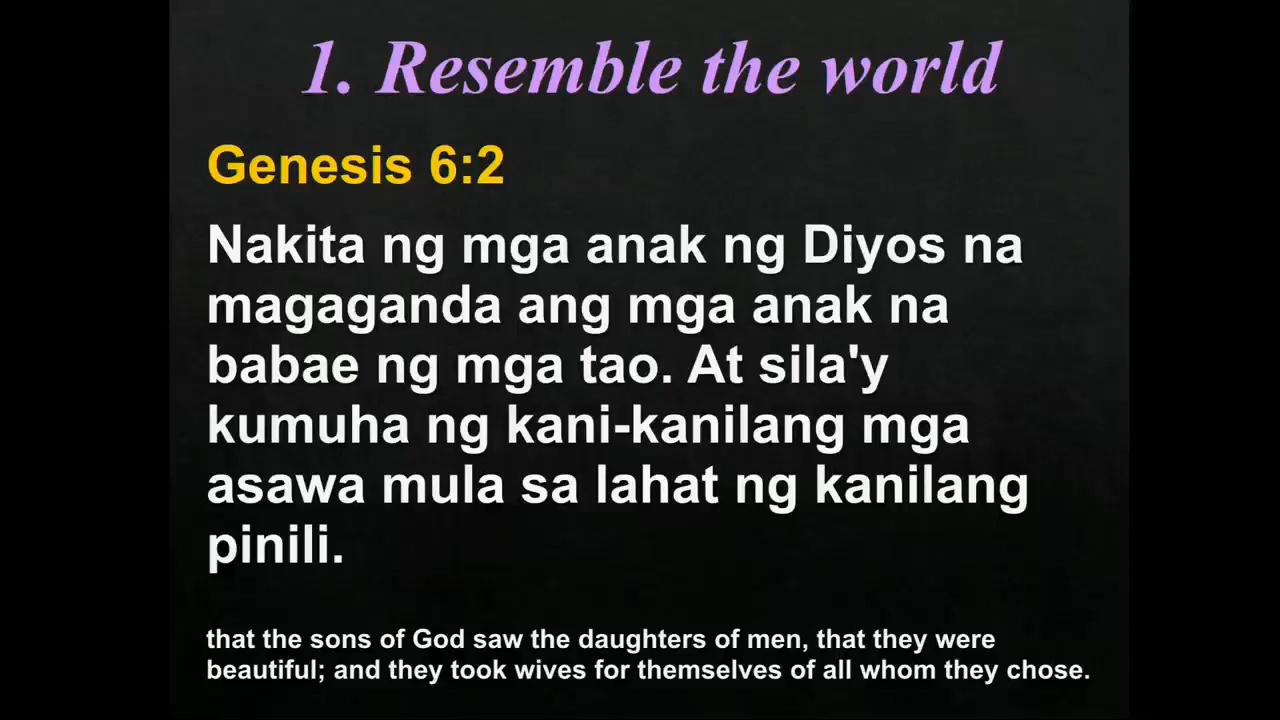 1. Resemble the world
Genesis 6:2
Nakita ng mga anak ng Diyos na
magaganda ang mga anak na
babae ng mga tao. At sila'y
kumuha ng kani-kanilang mga
asawa mula sa lahat ng kanilang
pinili.
that the sons of God saw the daughters of men, that they were
beautiful; and they took wives for themselves of all whom they chose.